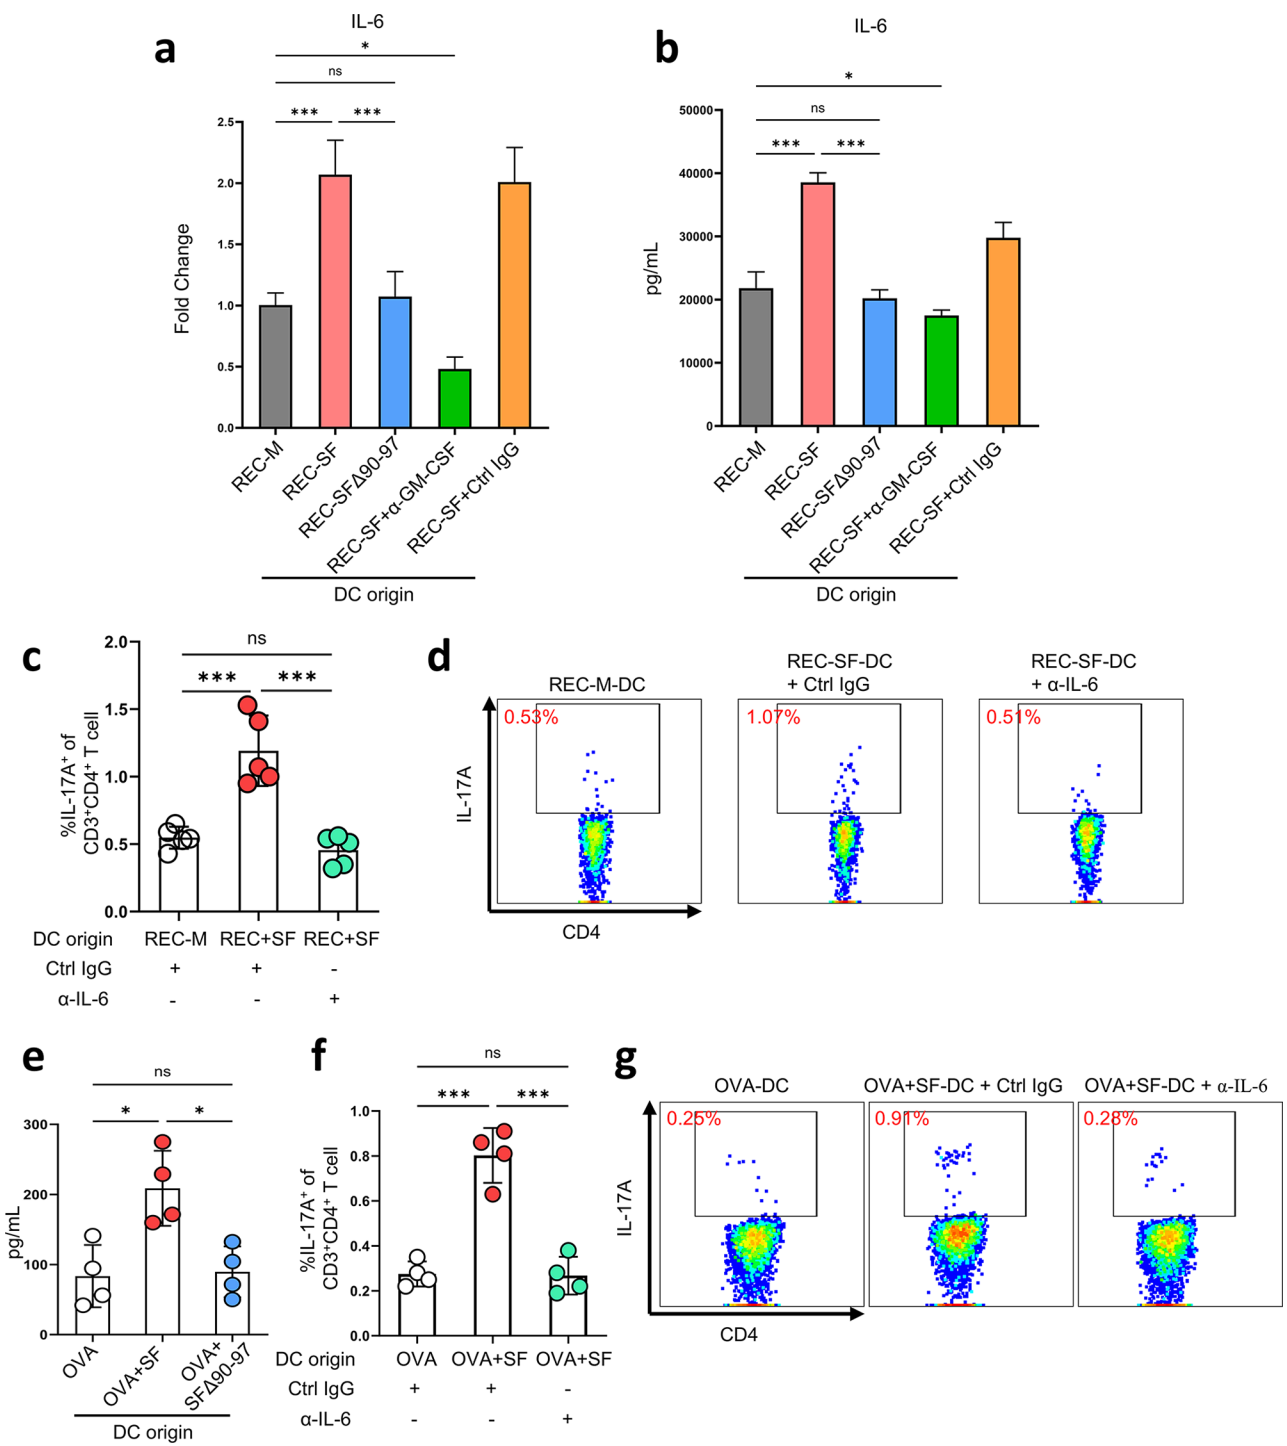 a
IL-6
*
ns
*** ***
Fold Change
2.5
2.0
1.5
1.0
0.5
0.0
REC-M
REC-SF
REC-SFΔ90-97
REC-SF+α-GM-CSF
REC-SF+Ctrl IgG
DC origin
b
IL-6
*
ns
*** ***
pg/mL
50000
40000
30000
20000
10000
0
REC-M
REC-SF
REC-SFΔ90-97
REC-SF+α-GM-CSF
REC-SF+Ctrl IgG
DC origin
c
ns
*** ***
%IL-17A+ of
CD3+CD4+ T cell
2.0
1.5
1.0
0.5
0.0
DC origin REC-M REC+SF REC+SF
Ctrl IgG + + -
α-IL-6 - - +
d
REC-M-DC
REC-SF-DC
+ Ctrl IgG
REC-SF-DC
+ α-IL-6
0.53%
1.07%
0.51%
IL-17A
CD4
e
ns
* *
pg/mL
300
200
100
0
OVA
OVA+SF
OVA+
SFΔ90-97
DC origin
f
ns
*** ***
%IL-17A+ of
CD3+CD4+ T cell
1.0
0.8
0.6
0.4
0.2
0.0
DC origin OVA OVA+SF OVA+SF
Ctrl IgG + + -
α-IL-6 - - +
g
OVA-DC
OVA+SF-DC + Ctrl IgG
OVA+SF-DC + α-IL-6
0.25%
0.91%
0.28%
IL-17A
CD4